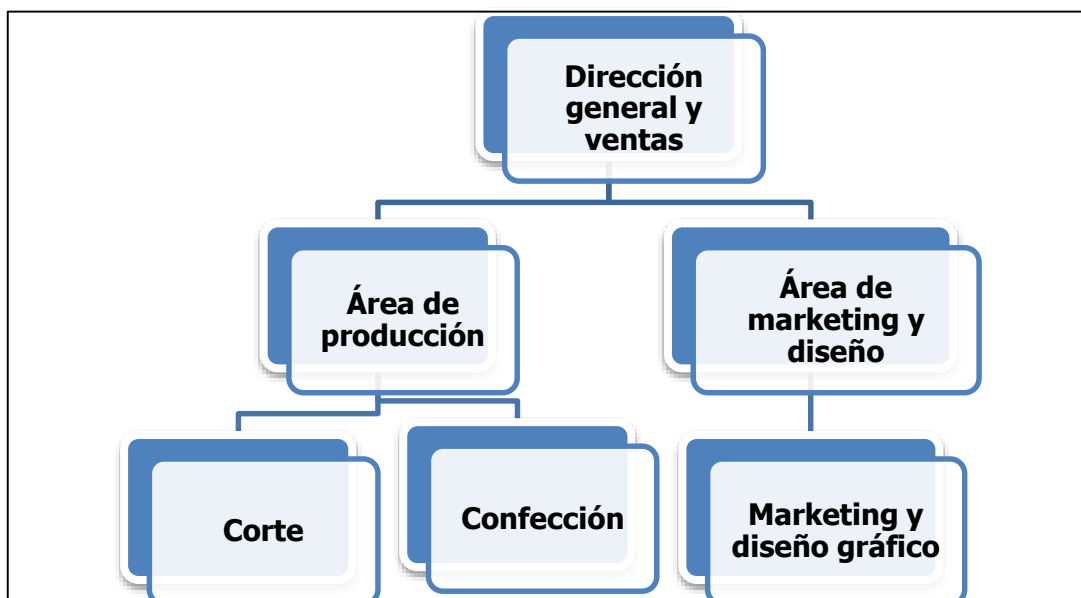 Dirección
general y
ventas
Área de
producción
Área de
marketing y
diseño
Corte
Confección
Marketing y
diseño gráfico